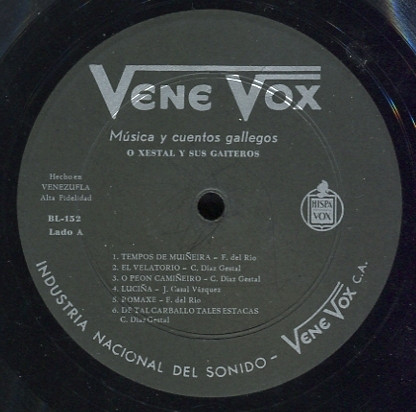 VENE VOX
Música y cuentos gallegos
O XESTAL Y SUS GAITEROS
Hecho en
VENEZUELA
Alta Fidelidad
BL-152
Lado A
HISPA
VOX
1. TEMPOS DE MUIÑEIRA - F. del Río
2. EL VELATORIO - C. Díaz Gestal
3. O PEON CAMIÑEIRO - C. Díaz Gestal
4. LUCIÑA - J. Casal Vázquez
5. ROMAXE - F. del Río
6. DE TAL CARBALLO TALES ESTACAS
C. Díaz Gestal
INDUSTRIA NACIONAL DEL SONIDO - VENE VOX C.A.